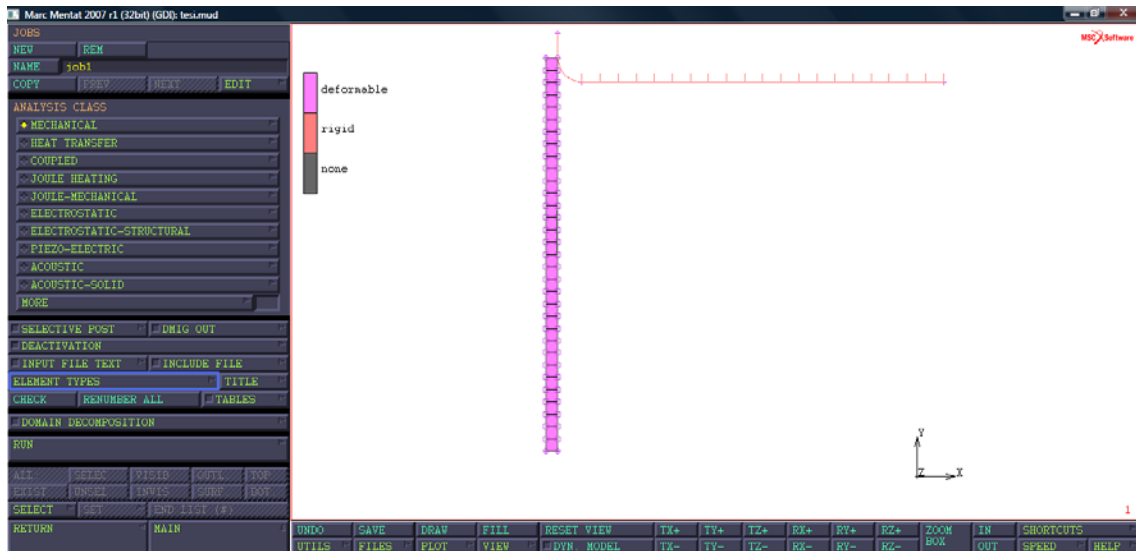 Marc Mentat 2007 r1 (32bit) (GDI): tesi.mud
JOBS
NEW REM
NAME job1
COPY PREV NEXT EDIT
ANALYSIS CLASS
MECHANICAL
HEAT TRANSFER
COUPLED
JOULE HEATING
JOULE-MECHANICAL
ELECTROSTATIC
ELECTROSTATIC-STRUCTURAL
PIEZO-ELECTRIC
ACOUSTIC
ACOUSTIC-SOLID
MORE
SELECTIVE POST DMIG OUT
DEACTIVATION
INPUT FILE TEXT INCLUDE FILE
ELEMENT TYPES TITLE
CHECK RENUMBER ALL TABLES
DOMAIN DECOMPOSITION
RUN
ALL SELEC VISIB OUTL TOP
EXIST UNSEL INVIS SURF BOT
SELECT SET END LIST (#)
RETURN MAIN
deformable
rigid
none
MSC Software
Y
Z X
1
UNDO SAVE DRAW FILL RESET VIEW TX+ TY+ TZ+ RX+ RY+ RZ+ ZOOM BOX IN SHORTCUTS
UTILS FILES PLOT VIEW DYN. MODEL TX- TY- TZ- RX- RY- RZ- OUT SPEED HELP